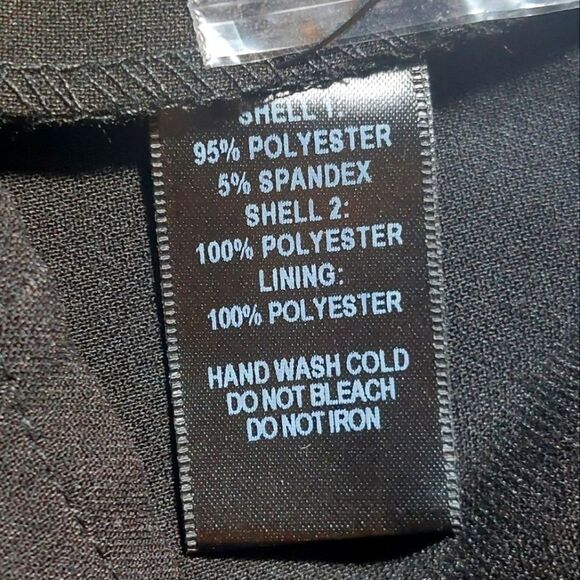 SHELL 1:
95% POLYESTER
5% SPANDEX
SHELL 2:
100% POLYESTER
LINING:
100% POLYESTER
HAND WASH COLD
DO NOT BLEACH
DO NOT IRON